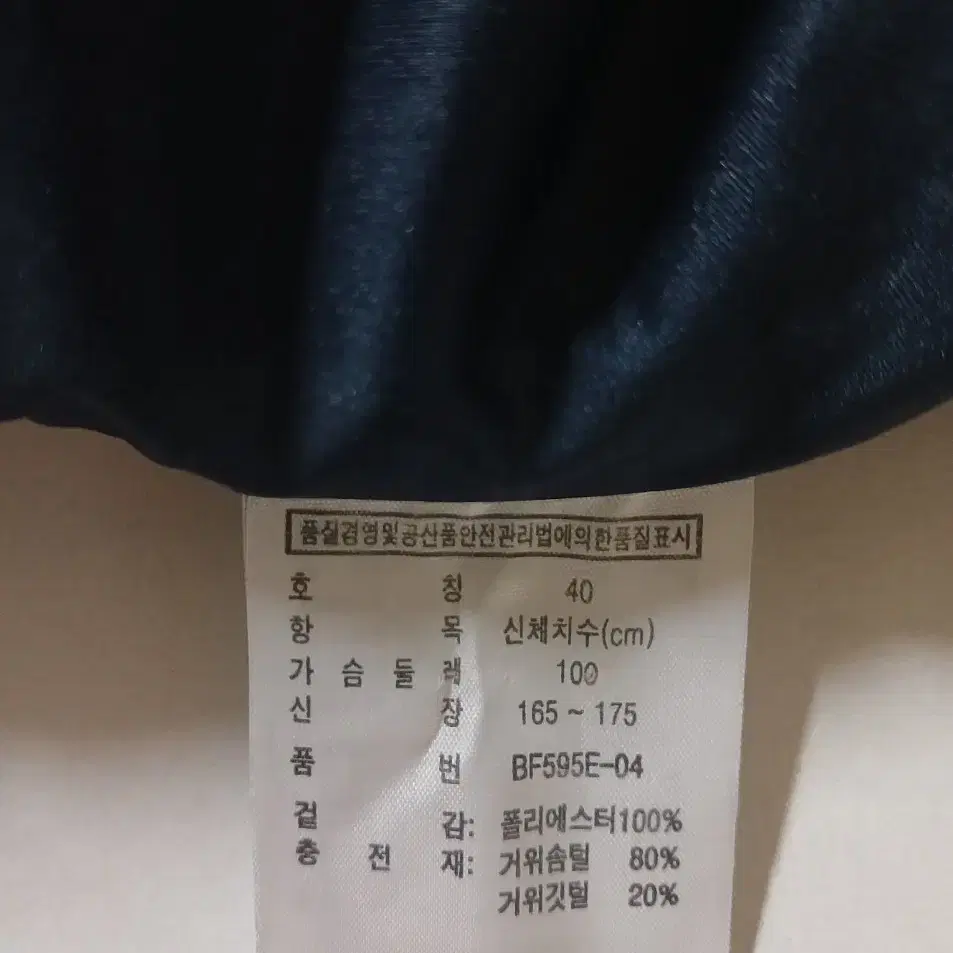 품질경영및공산품안전관리법에의한품질표시
호 칭 40
항 목 신체치수(cm)
가 슴 둘 레 100
신 장 165 ~ 175
품 번 BF595E-04
겉 감: 폴리에스터100%
충 전 재: 거위솜털 80%
거위깃털 20%